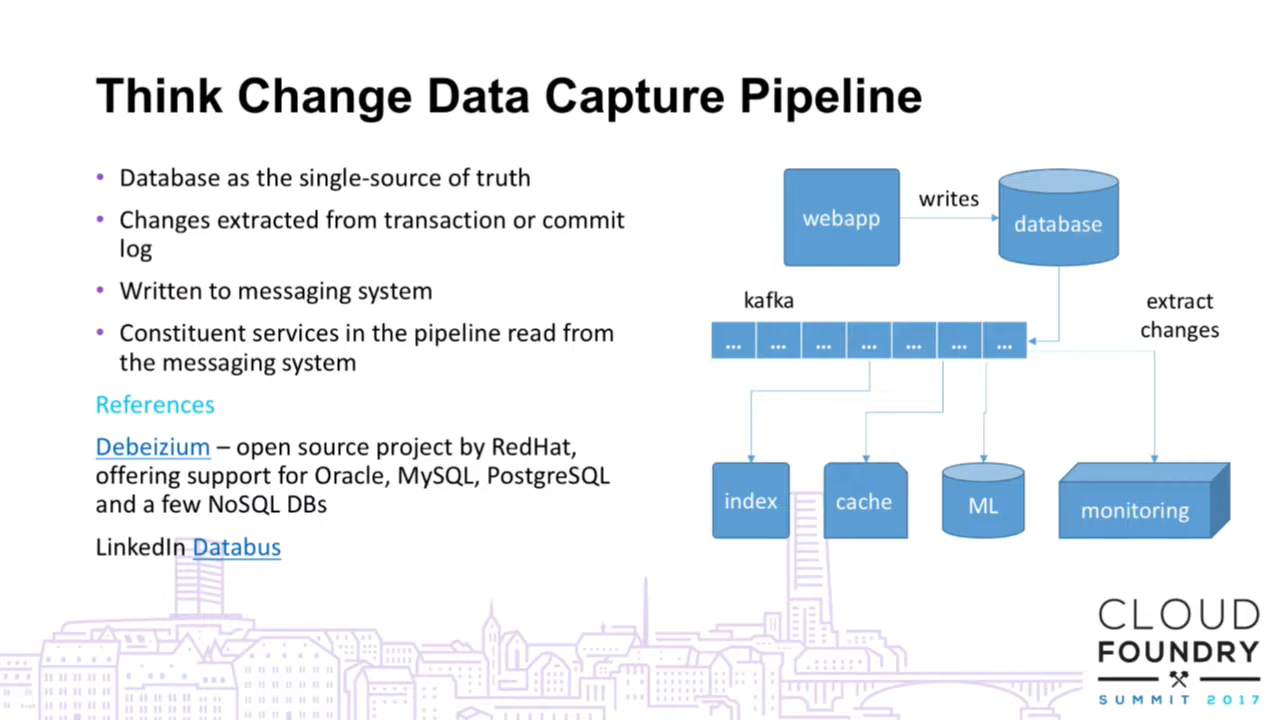 Think Change Data Capture Pipeline
• Database as the single-source of truth
• Changes extracted from transaction or commit
log
• Written to messaging system
• Constituent services in the pipeline read from
the messaging system
References
Debeizium – open source project by RedHat,
offering support for Oracle, MySQL, PostgreSQL
and a few NoSQL DBs
LinkedIn Databus
webapp
writes
database
kafka
extract
changes
... ... ... ... ... ... ...
index
cache
ML
monitoring
CLOUD
FOUNDRY
SUMMIT 2017